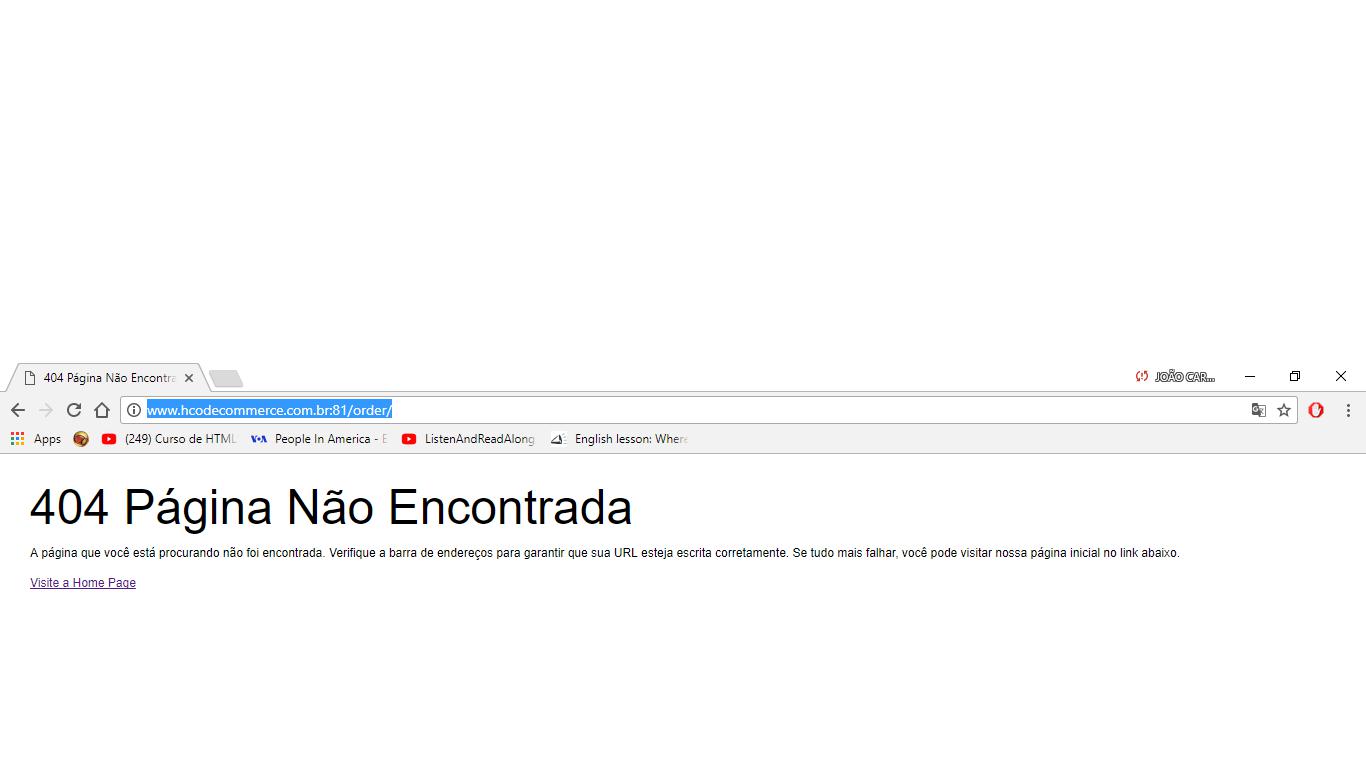 404 Página Não Encontra
JOÃO CAR...
www.hcodecommerce.com.br:81/order/
Apps (249) Curso de HTML VOA People In America - E ListenAndReadAlong English lesson: Where
404 Página Não Encontrada
A página que você está procurando não foi encontrada. Verifique a barra de endereços para garantir que sua URL esteja escrita corretamente. Se tudo mais falhar, você pode visitar nossa página inicial no link abaixo.
Visite a Home Page